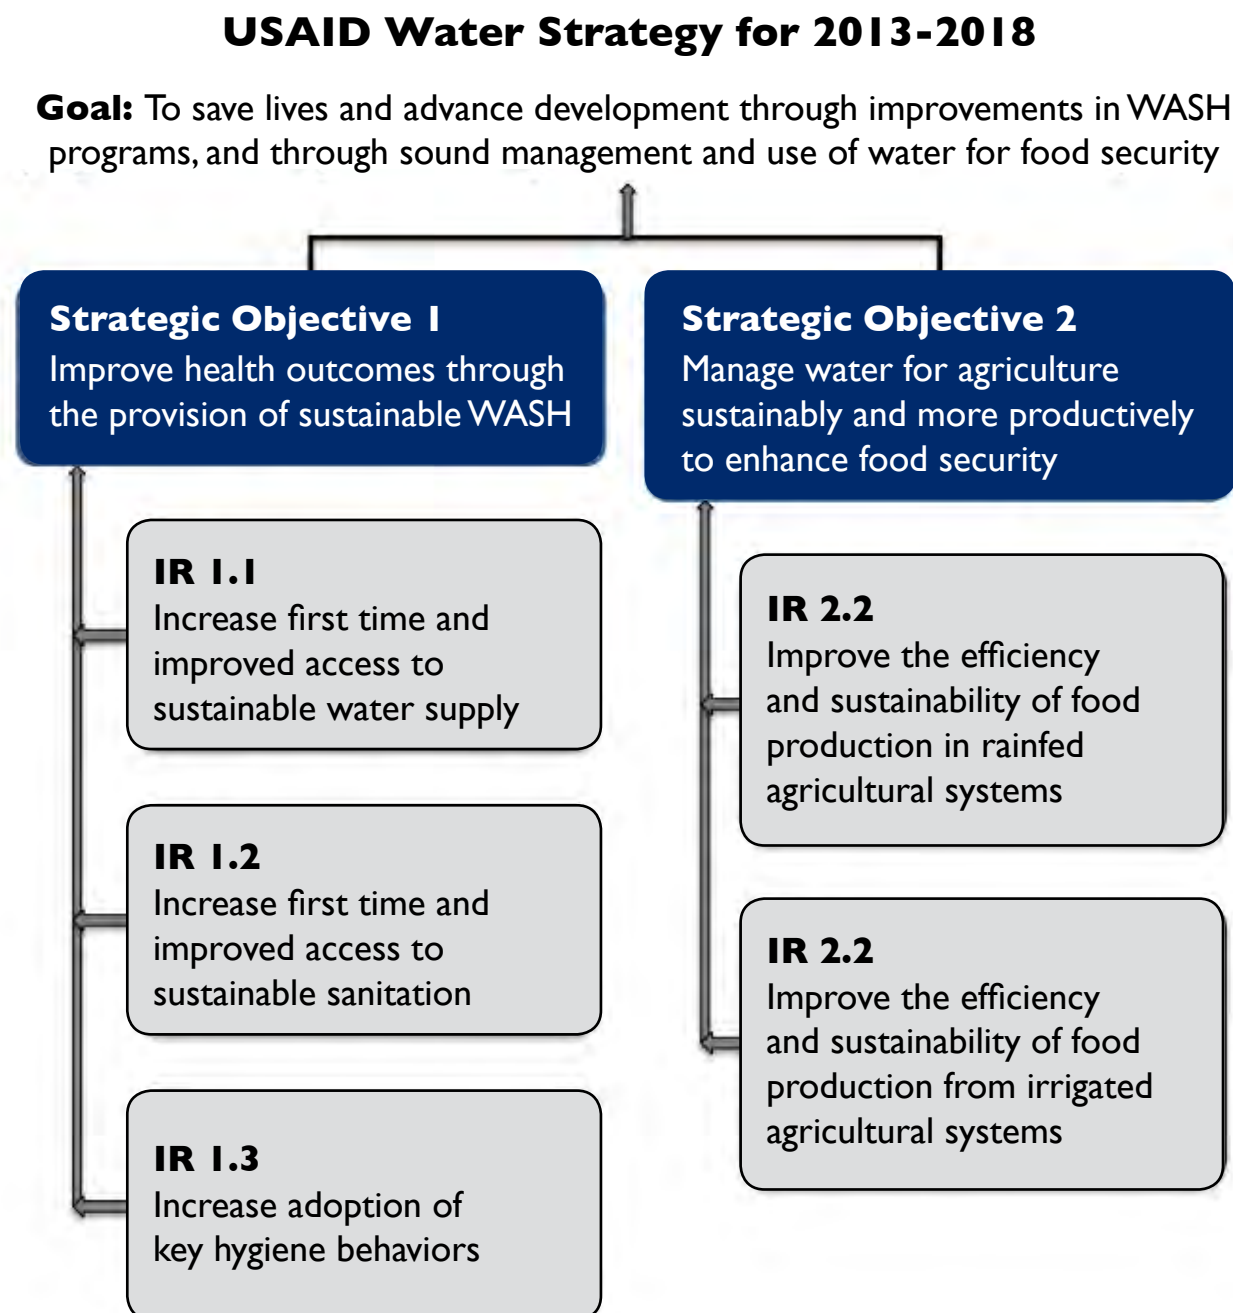 USAID Water Strategy for 2013-2018
Goal: To save lives and advance development through improvements in WASH
programs, and through sound management and use of water for food security
Strategic Objective 1
Improve health outcomes through
the provision of sustainable WASH
IR 1.1
Increase first time and
improved access to
sustainable water supply
IR 1.2
Increase first time and
improved access to
sustainable sanitation
IR 1.3
Increase adoption of
key hygiene behaviors
Strategic Objective 2
Manage water for agriculture
sustainably and more productively
to enhance food security
IR 2.2
Improve the efficiency
and sustainability of food
production in rainfed
agricultural systems
IR 2.2
Improve the efficiency
and sustainability of food
production from irrigated
agricultural systems